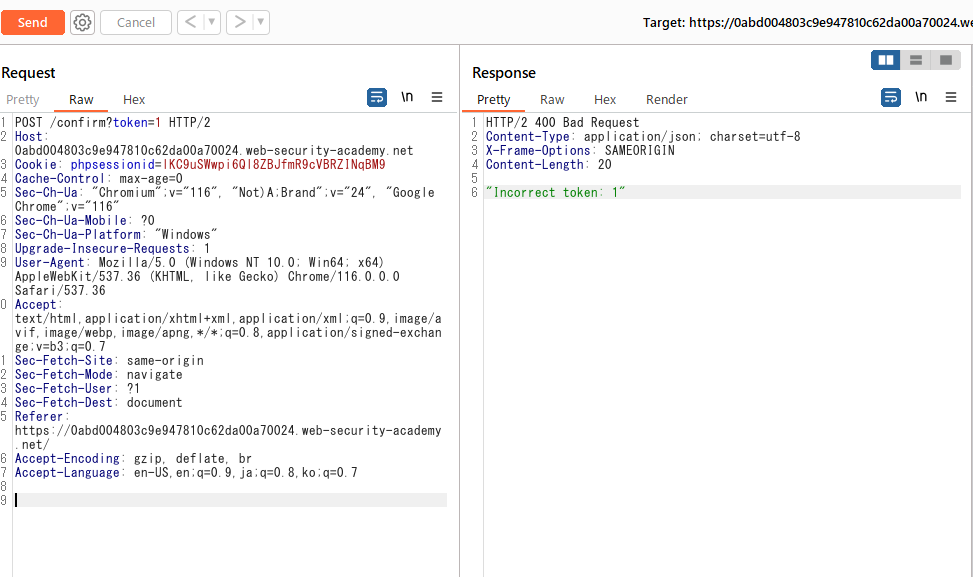 Send
Cancel
<
>
Target: https://0abd004803c9e947810c62da00a70024.we
Request
Pretty Raw Hex
\n
1 POST /confirm?token=1 HTTP/2
2 Host:
0abd004803c9e947810c62da00a70024.web-security-academy.net
3 Cookie: phpsessionid=lKC9uSWwpi6Ql8ZBJfmR9cVBRZINqBM9
4 Cache-Control: max-age=0
5 Sec-Ch-Ua: "Chromium";v="116", "Not)A;Brand";v="24", "Google
Chrome";v="116"
6 Sec-Ch-Ua-Mobile: ?0
7 Sec-Ch-Ua-Platform: "Windows"
8 Upgrade-Insecure-Requests: 1
9 User-Agent: Mozilla/5.0 (Windows NT 10.0; Win64; x64)
AppleWebKit/537.36 (KHTML, like Gecko) Chrome/116.0.0.0
Safari/537.36
0 Accept:
text/html,application/xhtml+xml,application/xml;q=0.9,image/a
vif,image/webp,image/apng,*/*;q=0.8,application/signed-exchan
ge;v=b3;q=0.7
1 Sec-Fetch-Site: same-origin
2 Sec-Fetch-Mode: navigate
3 Sec-Fetch-User: ?1
4 Sec-Fetch-Dest: document
5 Referer:
https://0abd004803c9e947810c62da00a70024.web-security-academy
.net/
6 Accept-Encoding: gzip, deflate, br
7 Accept-Language: en-US,en;q=0.9,ja;q=0.8,ko;q=0.7
8
9
Response
Pretty Raw Hex Render
\n
1 HTTP/2 400 Bad Request
2 Content-Type: application/json; charset=utf-8
3 X-Frame-Options: SAMEORIGIN
4 Content-Length: 20
5
6 "Incorrect token: 1"